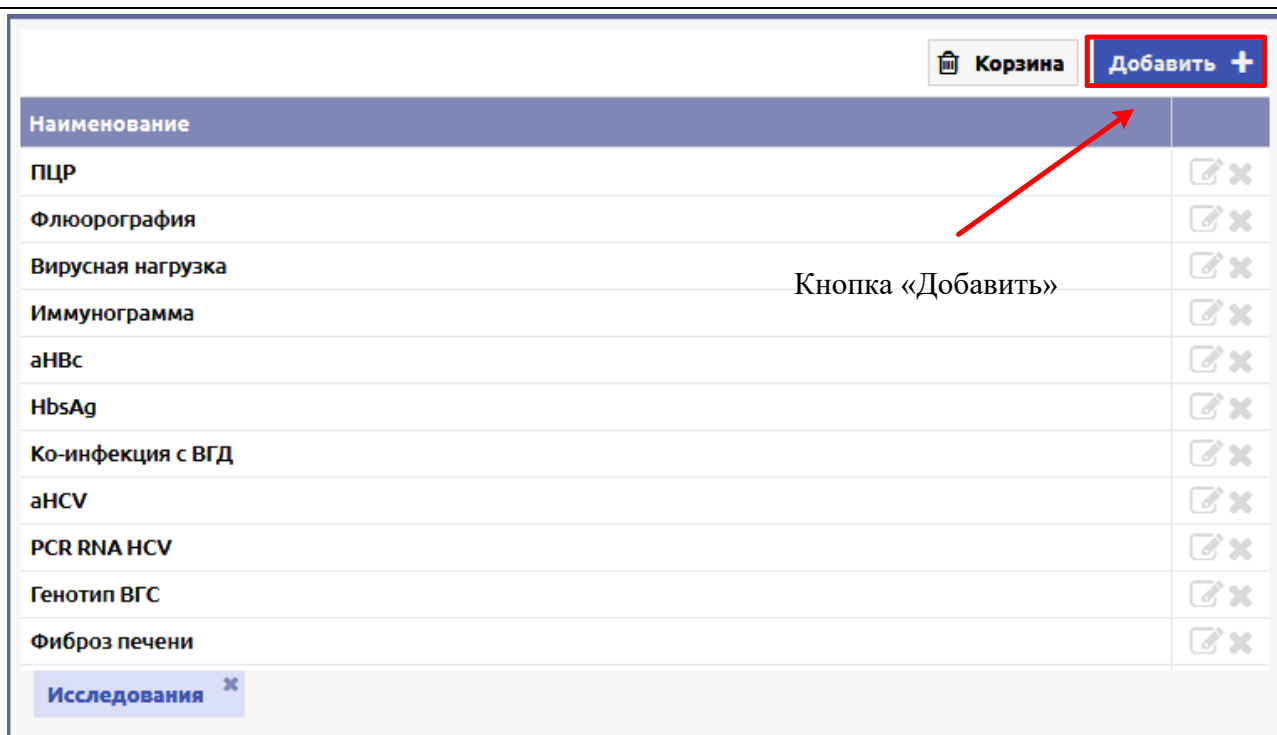 Корзина
Добавить
Наименование
ПЦР
Флюорография
Вирусная нагрузка
Кнопка «Добавить»
Иммунограмма
aHBc
HbsAg
Ко-инфекция с ВГД
aHCV
PCR RNA HCV
Генотип ВГС
Фиброз печени
Исследования